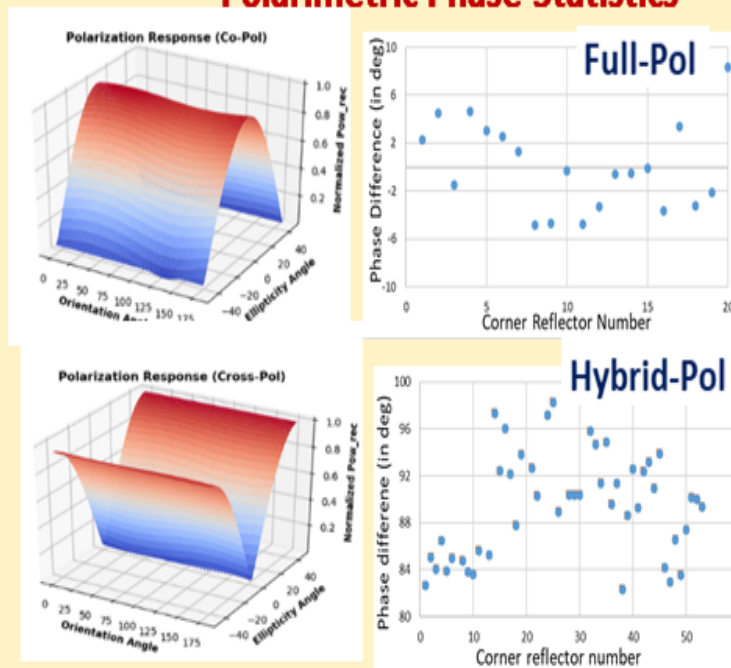 Polarimetric Phase Statistics
Polarization Response (Co-Pol)
1.0
0.8
0.6
0.4
0.2
Normalized Pow_rec
0 25 50 75 100 125 150 175
Orientation
−40 −20 0 20 40
Ellipticity Angle
Full-Pol
Phase Difference (in deg)
10
6
2
-2
-6
-10
0 5 10 15 20
Corner Reflector Number
Polarization Response (Cross-Pol)
1.0
0.8
0.6
0.4
0.2
Normalized Pow_rec
0 25 50 75 100 125 150 175
Orientation Angle
−40 −20 0 20 40
Ellipticity Angle
Hybrid-Pol
Phase differene (in deg)
100
96
92
88
84
80
0 10 20 30 40 50
Corner reflector number